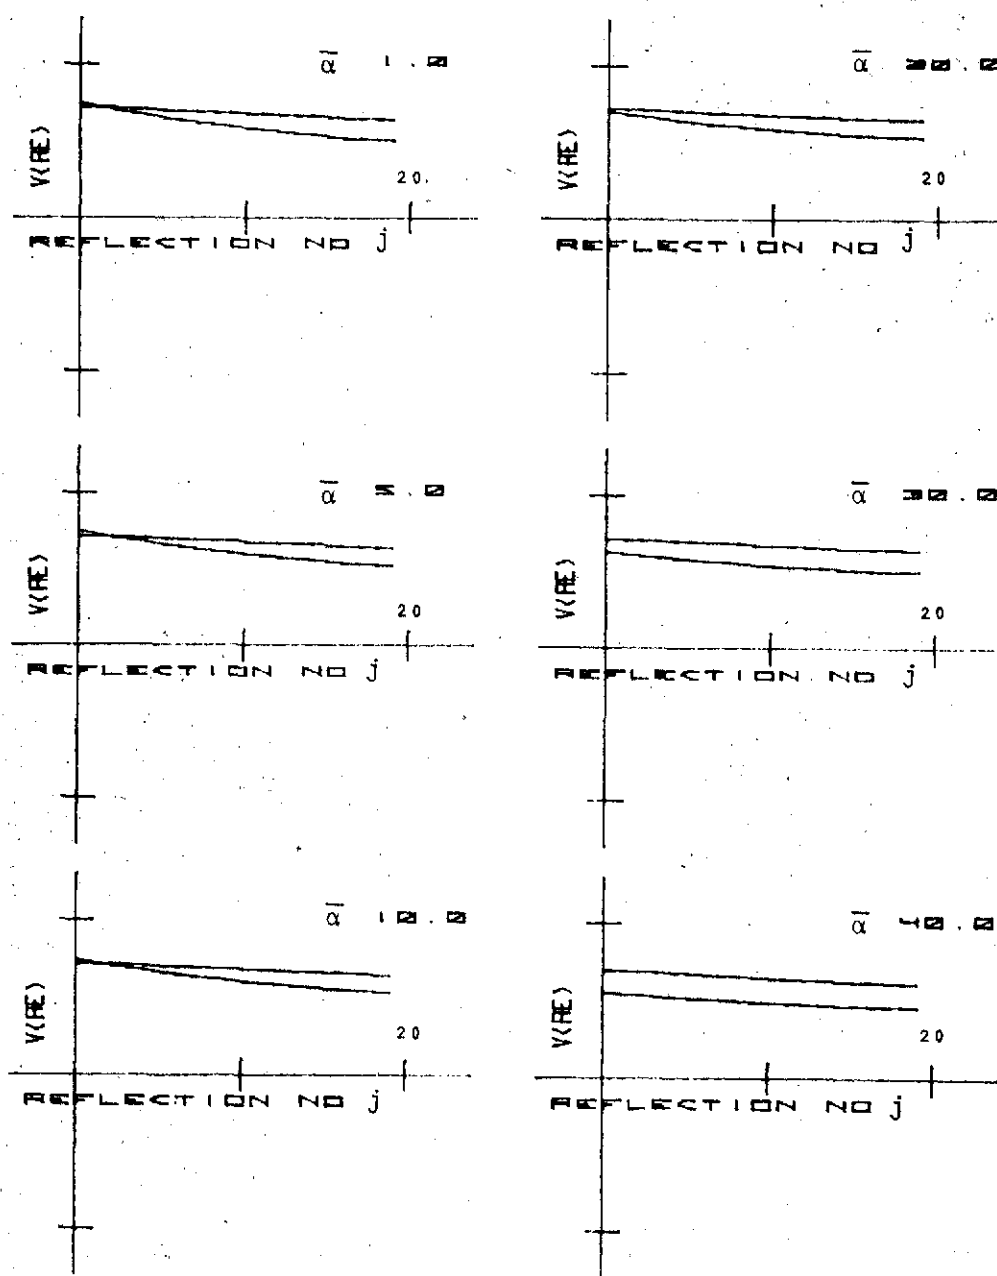 ᾱ 1.0
V(RE)
20.
REFLECTION NO j
ᾱ 20.0
V(RE)
20
REFLECTION NO j
ᾱ 5.0
V(RE)
20
REFLECTION NO j
ᾱ 30.0
V(RE)
20
REFLECTION NO j
ᾱ 10.0
V(RE)
20
REFLECTION NO j
ᾱ 40.0
V(RE)
20
REFLECTION NO j